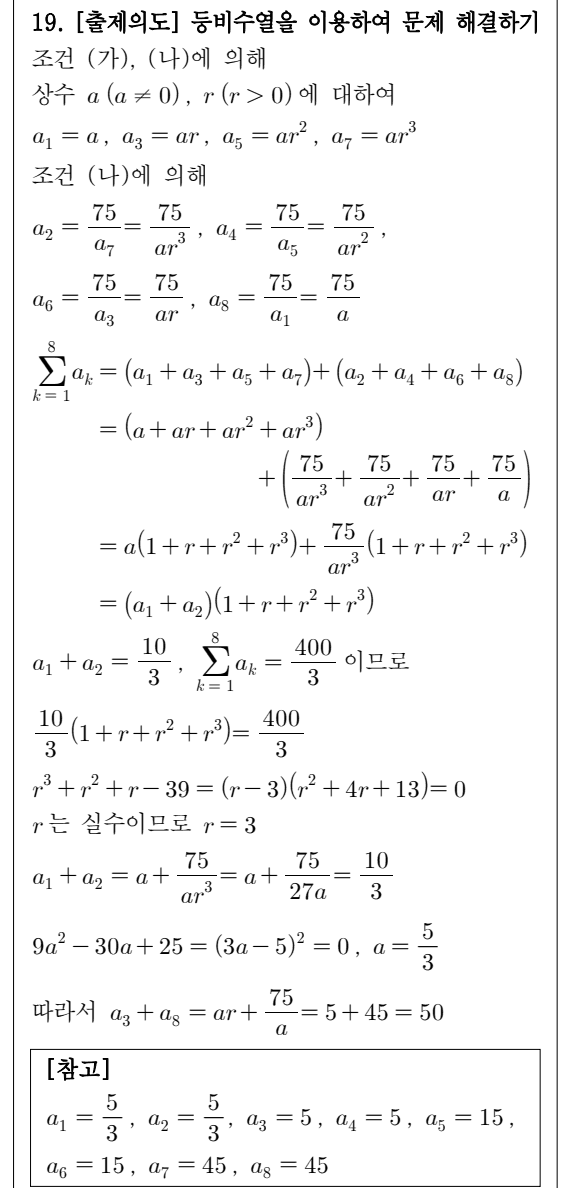 19. [출제의도] 등비수열을 이용하여 문제 해결하기
조건 (가), (나)에 의해
상수 a (a ≠ 0), r (r > 0) 에 대하여
a₁ = a, a₃ = ar, a₅ = ar², a₇ = ar³
조건 (나)에 의해
a₂ = 75/a₇ = 75/ar³, a₄ = 75/a₅ = 75/ar²,
a₆ = 75/a₃ = 75/ar, a₈ = 75/a₁ = 75/a
∑_{k=1}^{8} aₖ = (a₁ + a₃ + a₅ + a₇) + (a₂ + a₄ + a₆ + a₈)
= (a + ar + ar² + ar³)
+ (75/ar³ + 75/ar² + 75/ar + 75/a)
= a(1 + r + r² + r³) + 75/ar³ (1 + r + r² + r³)
= (a₁ + a₂)(1 + r + r² + r³)
a₁ + a₂ = 10/3, ∑_{k=1}^{8} aₖ = 400/3 이므로
10/3 (1 + r + r² + r³) = 400/3
r³ + r² + r − 39 = (r − 3)(r² + 4r + 13) = 0
r 는 실수이므로 r = 3
a₁ + a₂ = a + 75/ar³ = a + 75/27a = 10/3
9a² − 30a + 25 = (3a − 5)² = 0, a = 5/3
따라서 a₃ + a₈ = ar + 75/a = 5 + 45 = 50
[참고]
a₁ = 5/3, a₂ = 5/3, a₃ = 5, a₄ = 5, a₅ = 15,
a₆ = 15, a₇ = 45, a₈ = 45